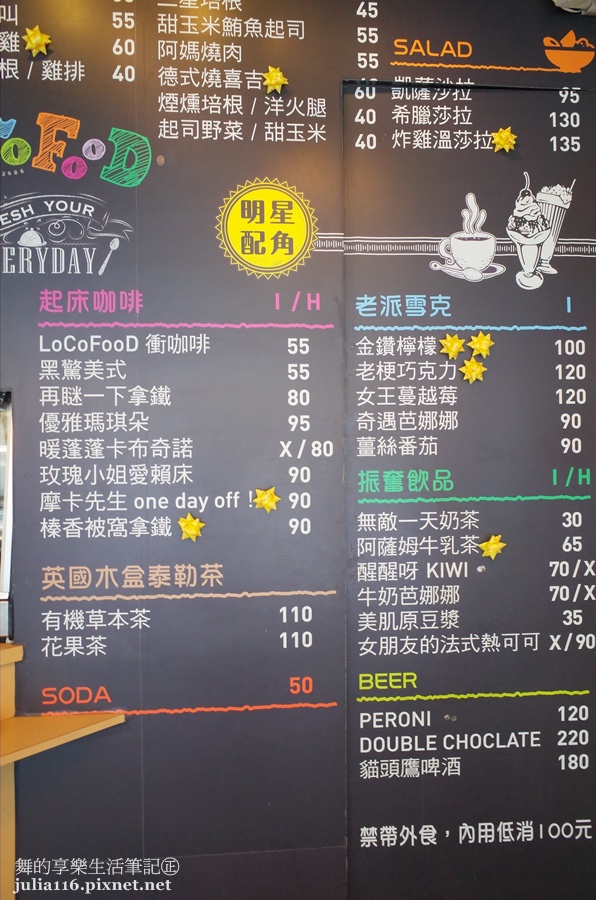 叫 55
雞 60
根 / 雞排 40
三星培根 45
甜玉米鮪魚起司 55
阿媽燒肉 55
德式燒喜吉 60
煙燻培根 / 洋火腿 40
起司野菜 / 甜玉米 40
SALAD
凱薩沙拉 95
希臘沙拉 130
炸雞溫莎拉 135
COFOOD
ESH YOUR
ERYDAY
明星
配角
起床咖啡 I / H
LoCoFooD 衝咖啡 55
黑驚美式 55
再瞇一下拿鐵 80
優雅瑪琪朵 95
暖蓬蓬卡布奇諾 X / 80
玫瑰小姐愛賴床 90
摩卡先生 one day off ! 90
榛香被窩拿鐵 90
英國木盒泰勒茶
有機草本茶 110
花果茶 110
SODA 50
老派雪克 I
金鑽檸檬 100
老梗巧克力 120
女王蔓越莓 120
奇遇芭娜娜 90
薑絲番茄 90
振奮飲品 I / H
無敵一天奶茶 30
阿薩姆牛乳茶 65
醒醒呀 KIWI 70 / X
牛奶芭娜娜 70 / X
美肌原豆漿 35
女朋友的法式熱可可 X / 90
BEER
PERONI 120
DOUBLE CHOCLATE 220
貓頭鷹啤酒 180
禁帶外食，內用低消100元
舞的享樂生活筆記㊣
julia116.pixnet.net